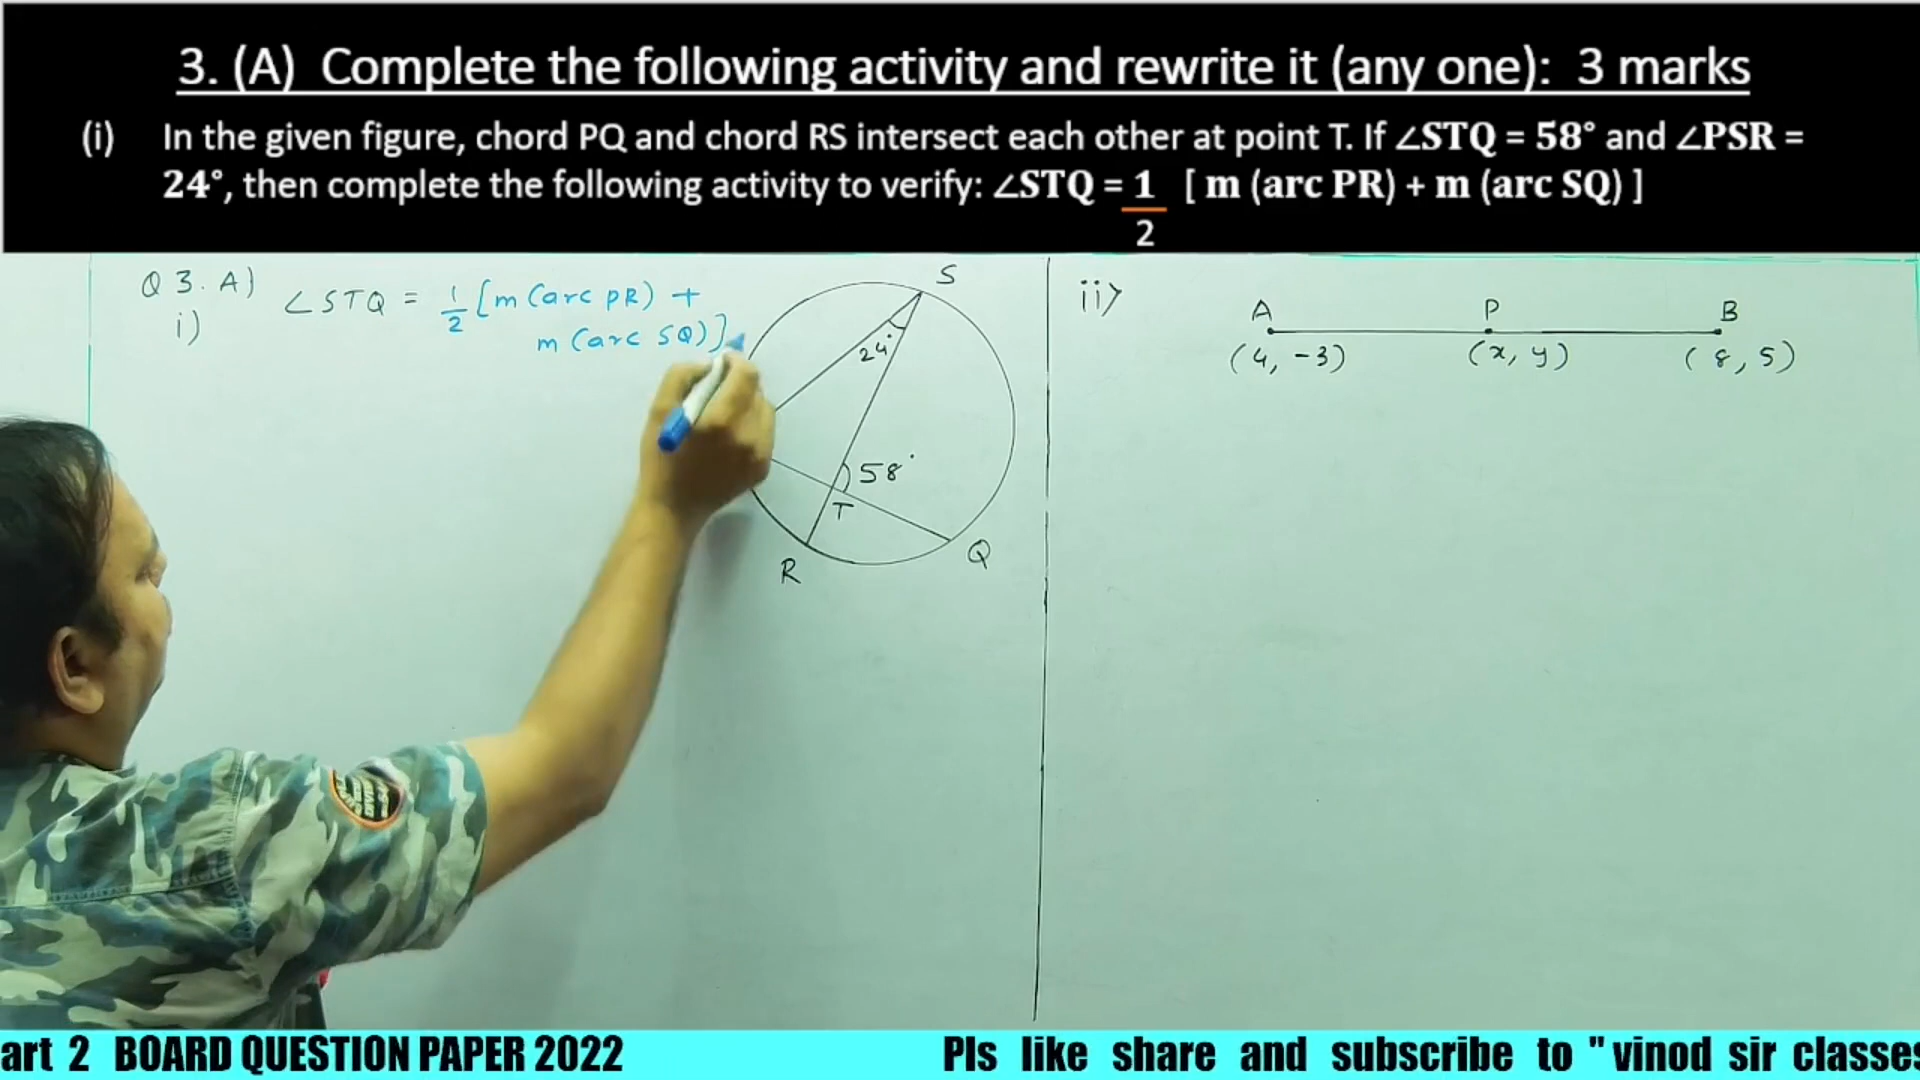 3. (A) Complete the following activity and rewrite it (any one): 3 marks
(i) In the given figure, chord PQ and chord RS intersect each other at point T. If ∠STQ = 58° and ∠PSR =
24°, then complete the following activity to verify: ∠STQ = 1/2 [ m (arc PR) + m (arc SQ) ]
Q 3. A)
i)
∠STQ = 1/2 [m (arc PR) +
m (arc SQ)]
S
24°
58°
T
R
Q
ii)
A P B
(4, -3) (x, y) (8, 5)
art 2 BOARD QUESTION PAPER 2022 Pls like share and subscribe to "vinod sir classes